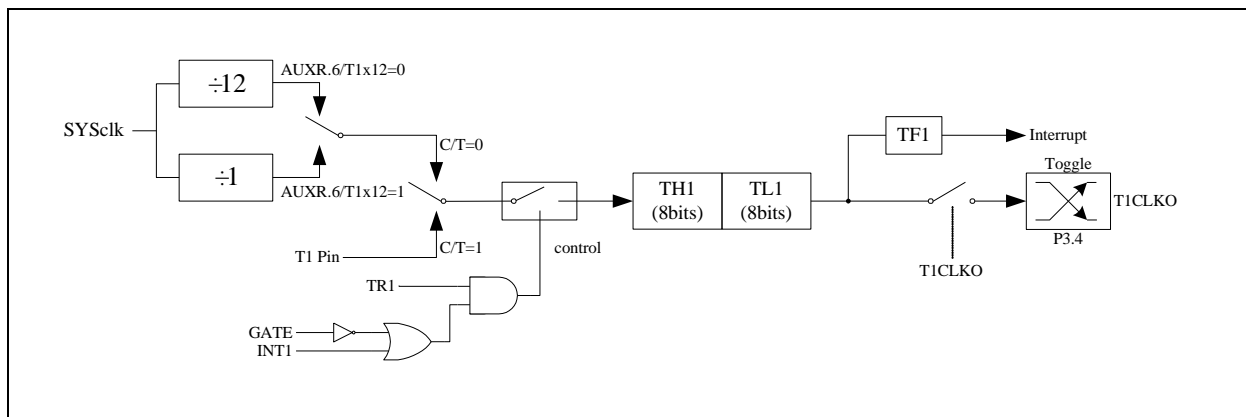 ÷12
AUXR.6/T1x12=0
SYSclk
÷1
AUXR.6/T1x12=1
C/T=0
C/T=1
T1 Pin
control
TR1
GATE
INT1
TH1
(8bits)
TL1
(8bits)
TF1
Interrupt
Toggle
T1CLKO
P3.4
T1CLKO